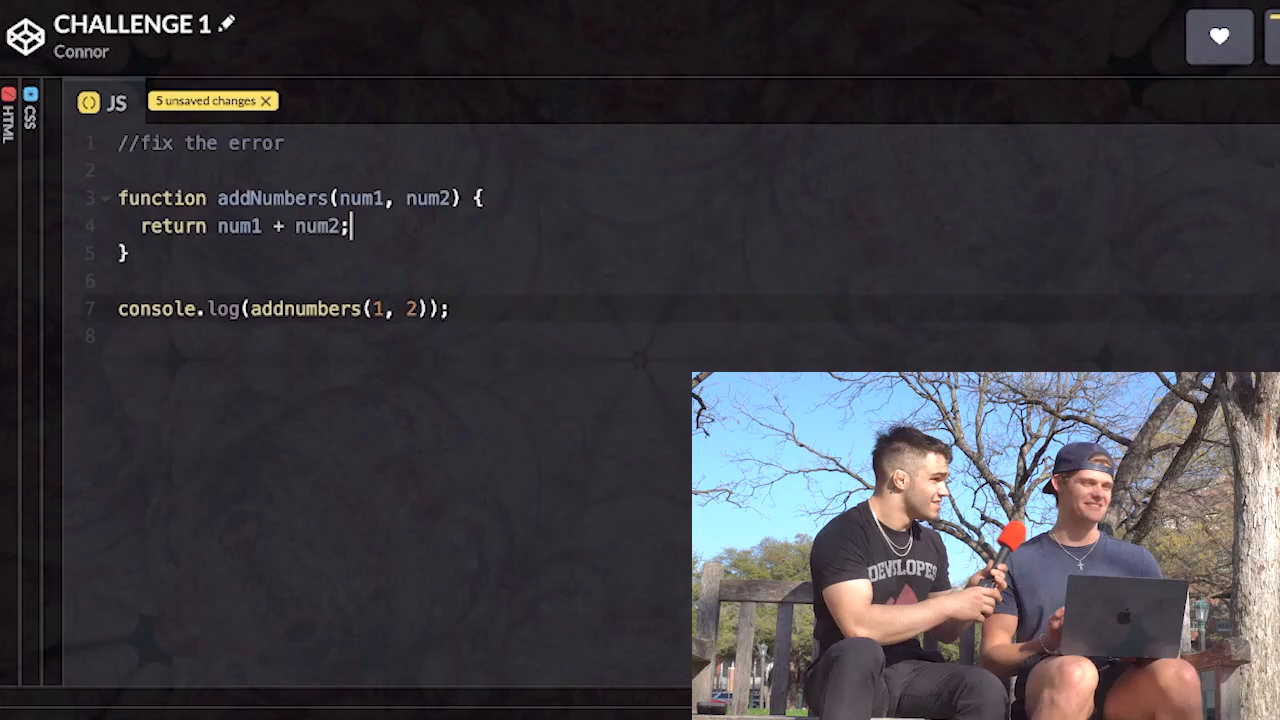 CHALLENGE 1
Connor
HTML
CSS
JS
5 unsaved changes X
1 //fix the error
2
3 function addNumbers(num1, num2) {
4   return num1 + num2;
5 }
6
7 console.log(addnumbers(1, 2));
8
DEVELOPER